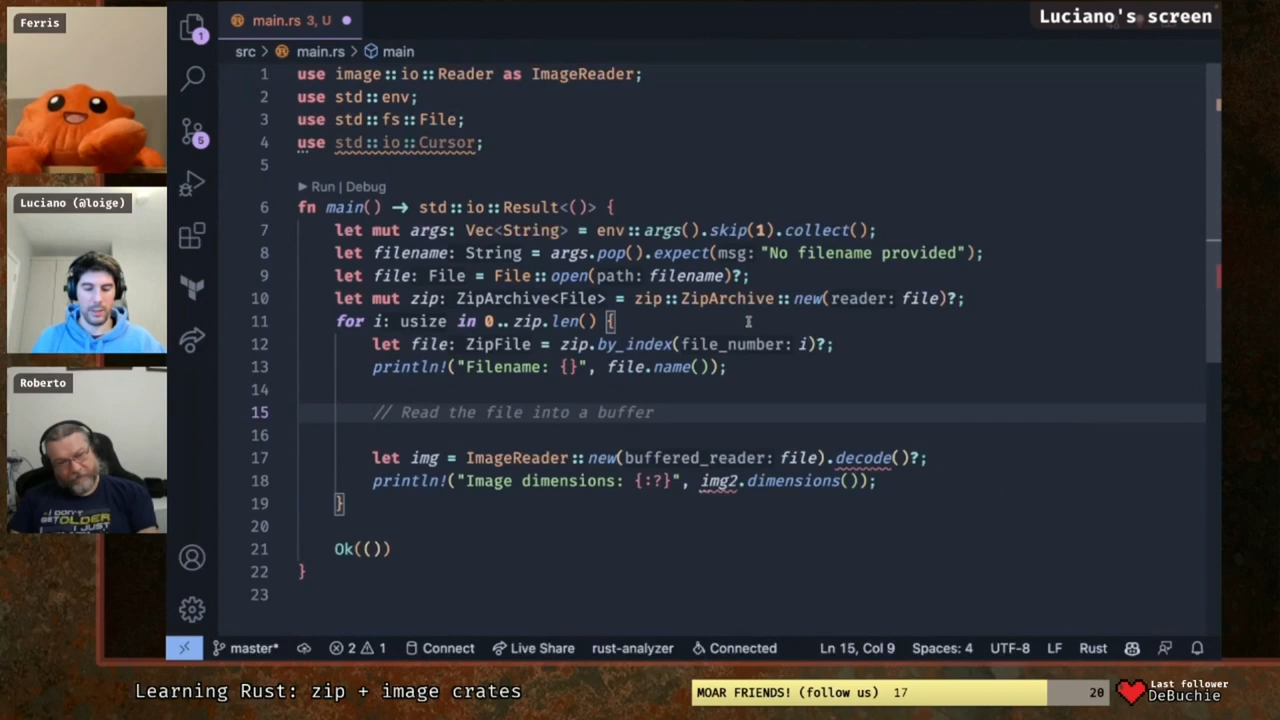 Ferris
Luciano (@loige)
Roberto
main.rs 3, U
Luciano's screen
1
5
src > main.rs > main
1 use image::io::Reader as ImageReader;
2 use std::env;
3 use std::fs::File;
4 use std::io::Cursor;
5
Run | Debug
6 fn main() → std::io::Result<()> {
7 let mut args: Vec<String> = env::args().skip(1).collect();
8 let filename: String = args.pop().expect(msg: "No filename provided");
9 let file: File = File::open(path: filename)?;
10 let mut zip: ZipArchive<File> = zip::ZipArchive::new(reader: file)?;
11 for i: usize in 0..zip.len() {
12 let file: ZipFile = zip.by_index(file_number: i)?;
13 println!("Filename: {}", file.name());
14
15 // Read the file into a buffer
16
17 let img = ImageReader::new(buffered_reader: file).decode()?;
18 println!("Image dimensions: {:?}", img2.dimensions());
19 }
20
21 Ok(())
22 }
23
master* 2 1 Connect Live Share rust-analyzer Connected Ln 15, Col 9 Spaces: 4 UTF-8 LF Rust
I DON'T
GET OLDER
I JUST
Learning Rust: zip + image crates
MOAR FRIENDS! (follow us) 17 20
Last follower
DeBuchie